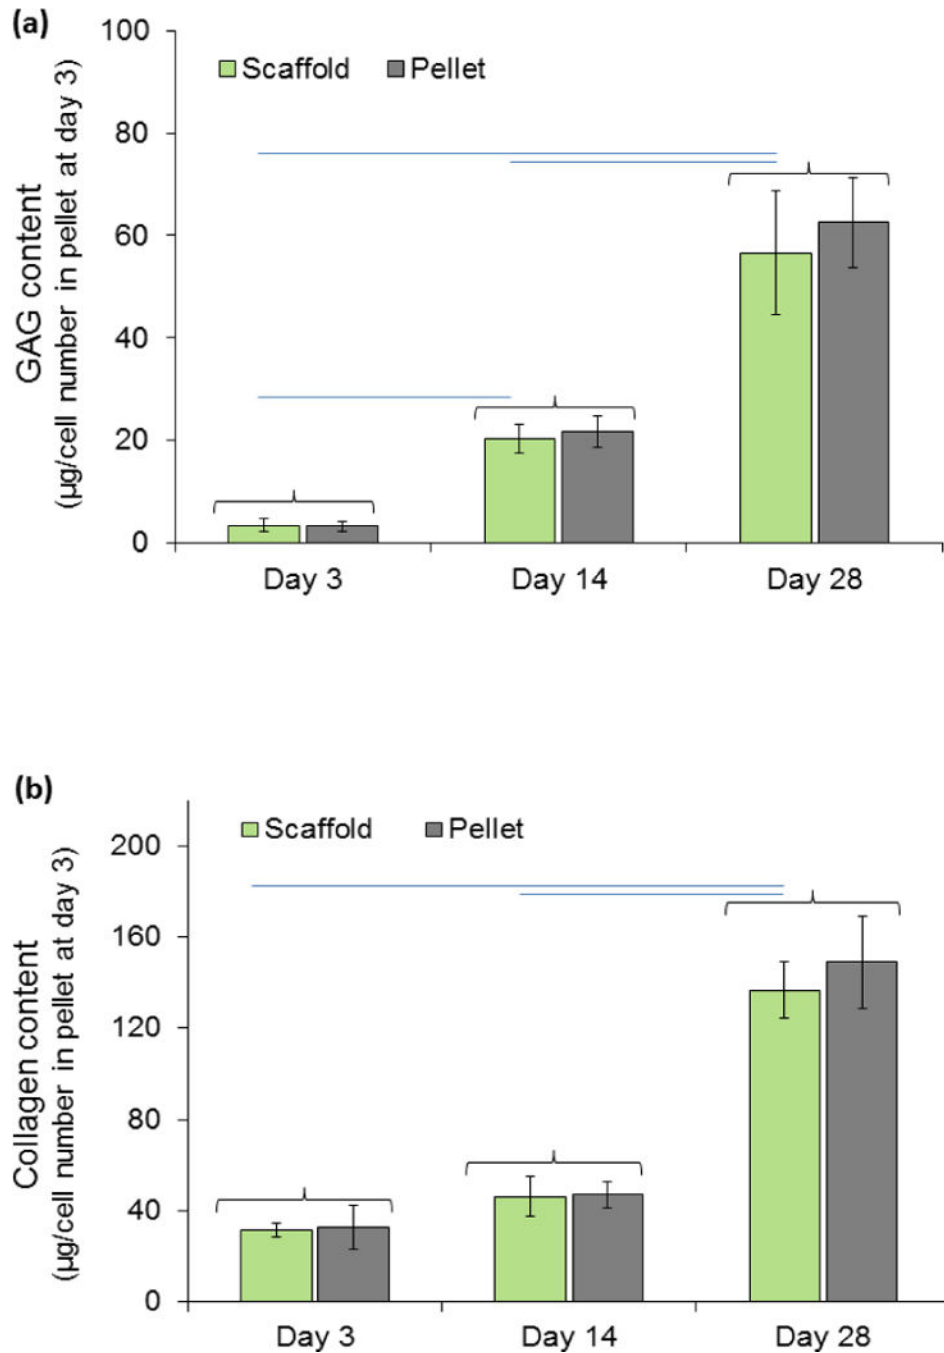 (a)
GAG content
(µg/cell number in pellet at day 3)
100
80
60
40
20
0
Scaffold
Pellet
Day 3
Day 14
Day 28
(b)
Collagen content
(µg/cell number in pellet at day 3)
200
160
120
80
40
0
Scaffold
Pellet
Day 3
Day 14
Day 28